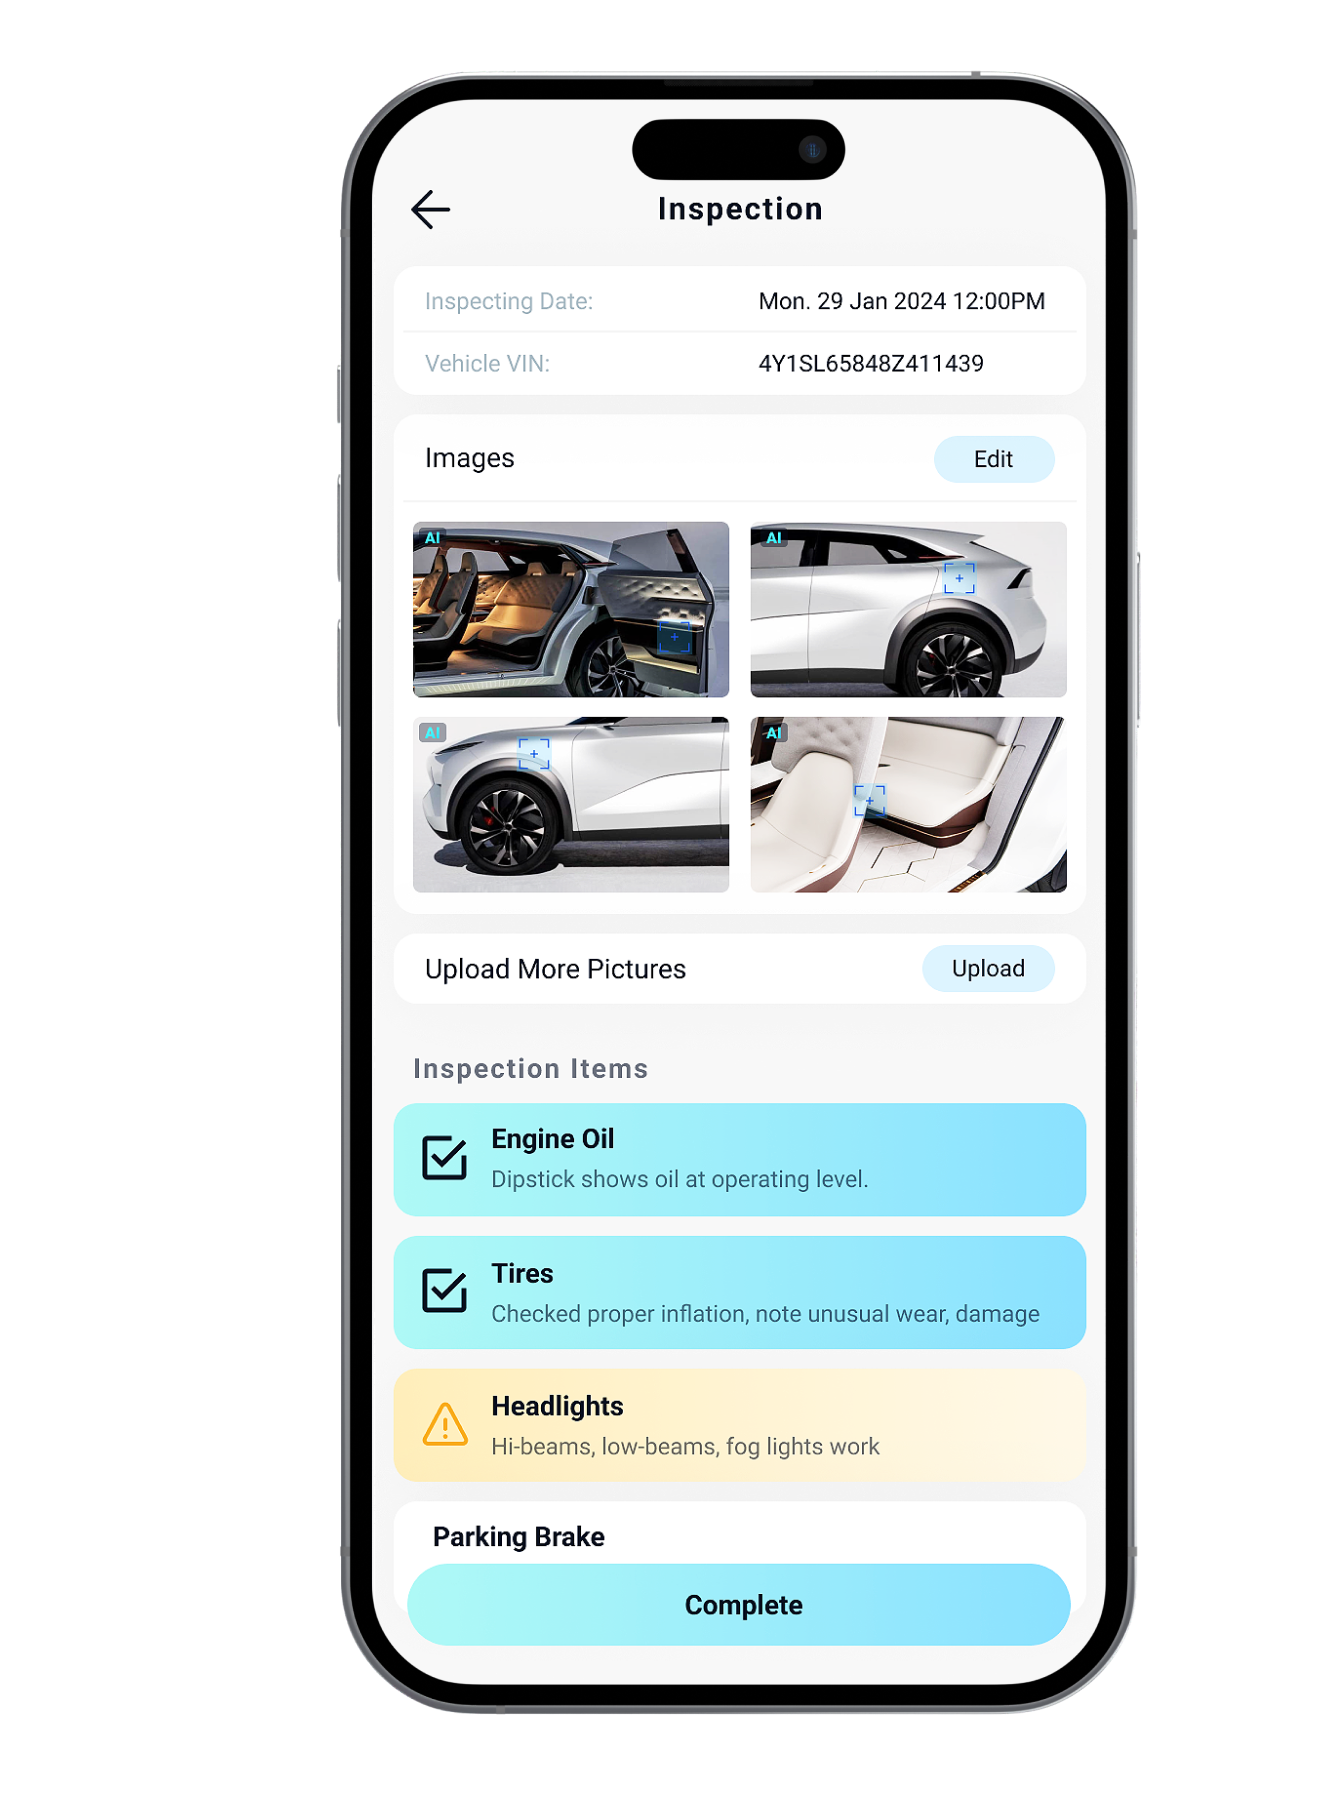 Inspection
Inspecting Date: Mon. 29 Jan 2024 12:00PM
Vehicle VIN: 4Y1SL65848Z411439
Images Edit
AI AI
AI AI
Upload More Pictures Upload
Inspection Items
Engine Oil
Dipstick shows oil at operating level.
Tires
Checked proper inflation, note unusual wear, damage
Headlights
Hi-beams, low-beams, fog lights work
Parking Brake
Complete